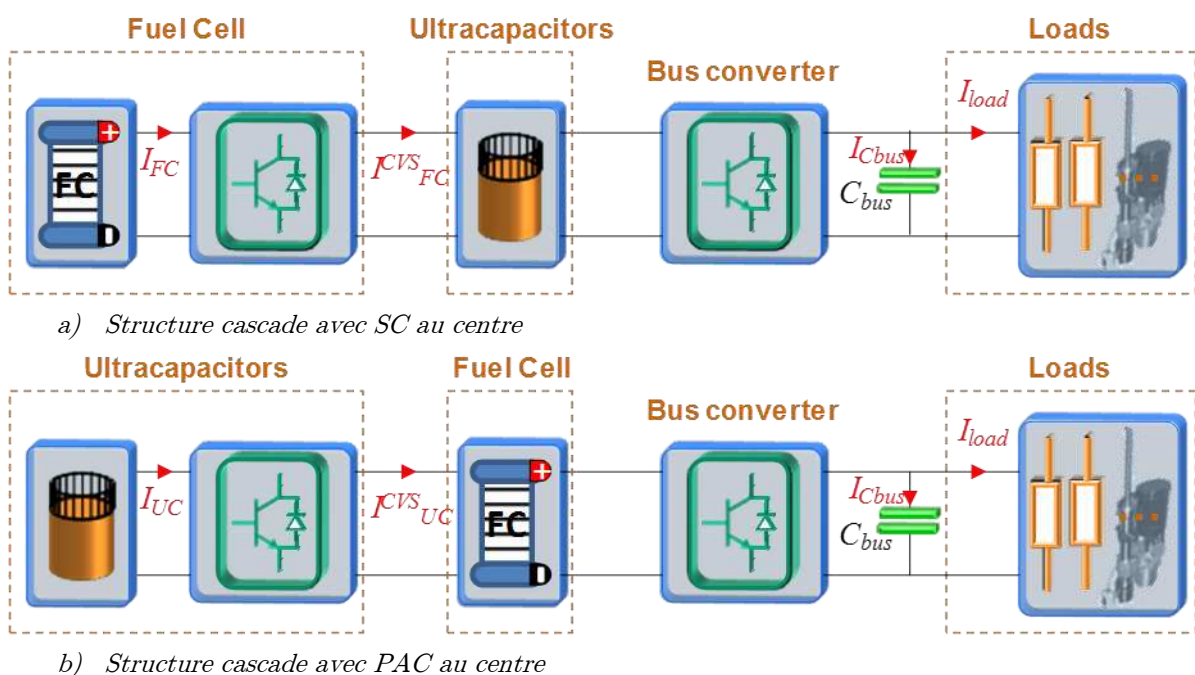 Fuel Cell
Ultracapacitors
Loads
Bus converter
FC
+
I_FC
I^CVS_FC
I_Cbus
C_bus
I_load
a) Structure cascade avec SC au centre
Ultracapacitors
Fuel Cell
Loads
Bus converter
I_UC
I^CVS_UC
FC
+
I_Cbus
C_bus
I_load
b) Structure cascade avec PAC au centre